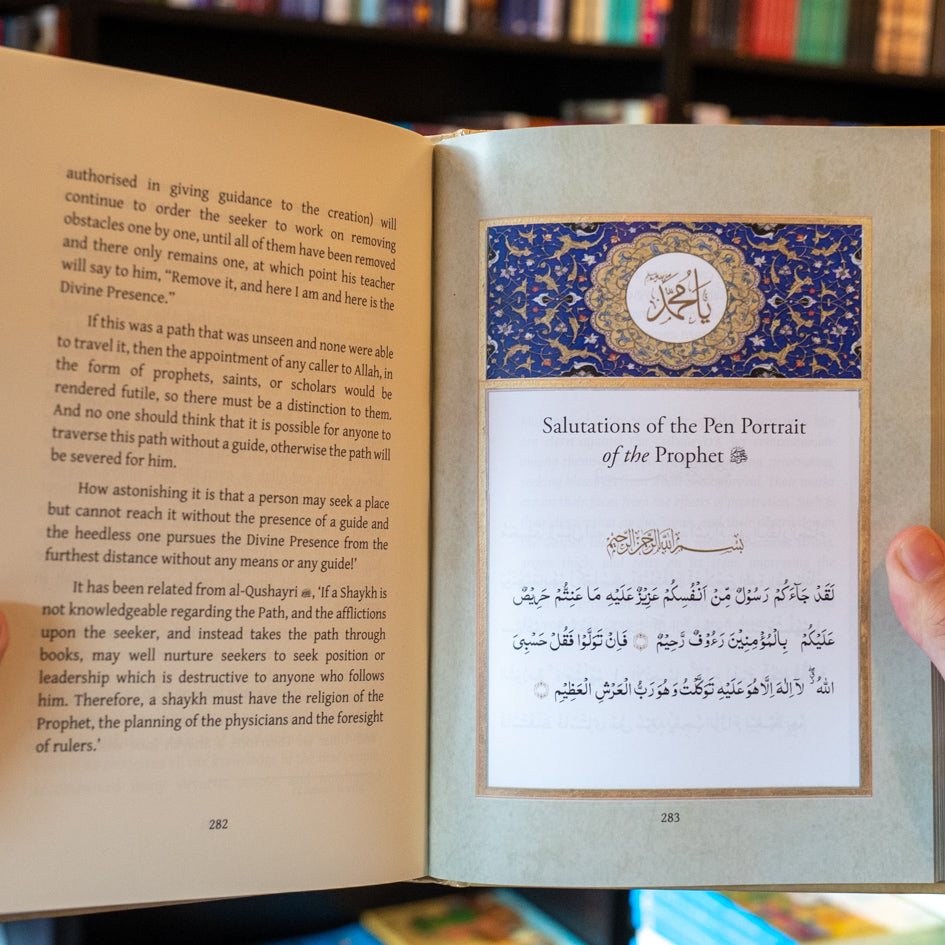 authorised in giving guidance to the creation) will
continue to order the seeker to work on removing
obstacles one by one, until all of them have been removed
and there only remains one, at which point his teacher
will say to him, “Remove it, and here I am and here is the
Divine Presence.”
If this was a path that was unseen and none were able
to travel it, then the appointment of any caller to Allah, in
the form of prophets, saints, or scholars would be
rendered futile, so there must be a distinction to them.
And no one should think that it is possible for anyone to
traverse this path without a guide, otherwise the path will
be severed for him.
How astonishing it is that a person may seek a place
but cannot reach it without the presence of a guide and
the heedless one pursues the Divine Presence from the
furthest distance without any means or any guide!’
It has been related from al-Qushayri, ‘If a Shaykh is
not knowledgeable regarding the Path, and the afflictions
upon the seeker, and instead takes the path through
books, may well nurture seekers to seek position or
leadership which is destructive to anyone who follows
him. Therefore, a shaykh must have the religion of the
Prophet, the planning of the physicians and the foresight
of rulers.’
282
يَا مُحَمَّد
Salutations of the Pen Portrait
of the Prophet ﷺ
بِسْمِ اللَّهِ الرَّحْمَنِ الرَّحِيمِ
لَقَدْ جَآءَكُمْ رَسُولٌ مِّنْ اَنْفُسِكُمْ عَزِيْزٌ عَلَيْهِ مَا عَنِتُّمْ حَرِيْصٌ
عَلَيْكُمْ بِالْمُؤْمِنِيْنَ رَءُوْفٌ رَّحِيْمٌ ۝ فَاِنْ تَوَلَّوْا فَقُلْ حَسْبِىَ
اللهُ ۖ لَآ اِلٰهَ اِلَّا هُوَ عَلَيْهِ تَوَكَّلْتُ وَهُوَ رَبُّ الْعَرْشِ الْعَظِيْمِ ۝
283